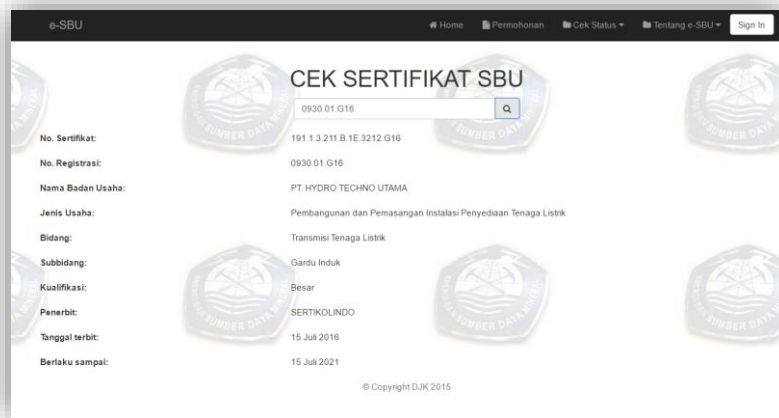 e-SBU Home Permohonan Cek Status Tentang e-SBU Sign In
CEK SERTIFIKAT SBU
0930.01.G16
No. Sertifikat: 191.1.3.211.B.1E.3212.G16
No. Registrasi: 0930.01.G16
Nama Badan Usaha: PT. HYDRO TECHNO UTAMA
Jenis Usaha: Pembangunan dan Pemasangan Instalasi Penyediaan Tenaga Listrik
Bidang: Transmisi Tenaga Listrik
Subbidang: Gardu Induk
Kualifikasi: Besar
Penerbit: SERTIKOLINDO
Tanggal terbit: 15 Juli 2016
Berlaku sampai: 15 Juli 2021
© Copyright DJK 2015